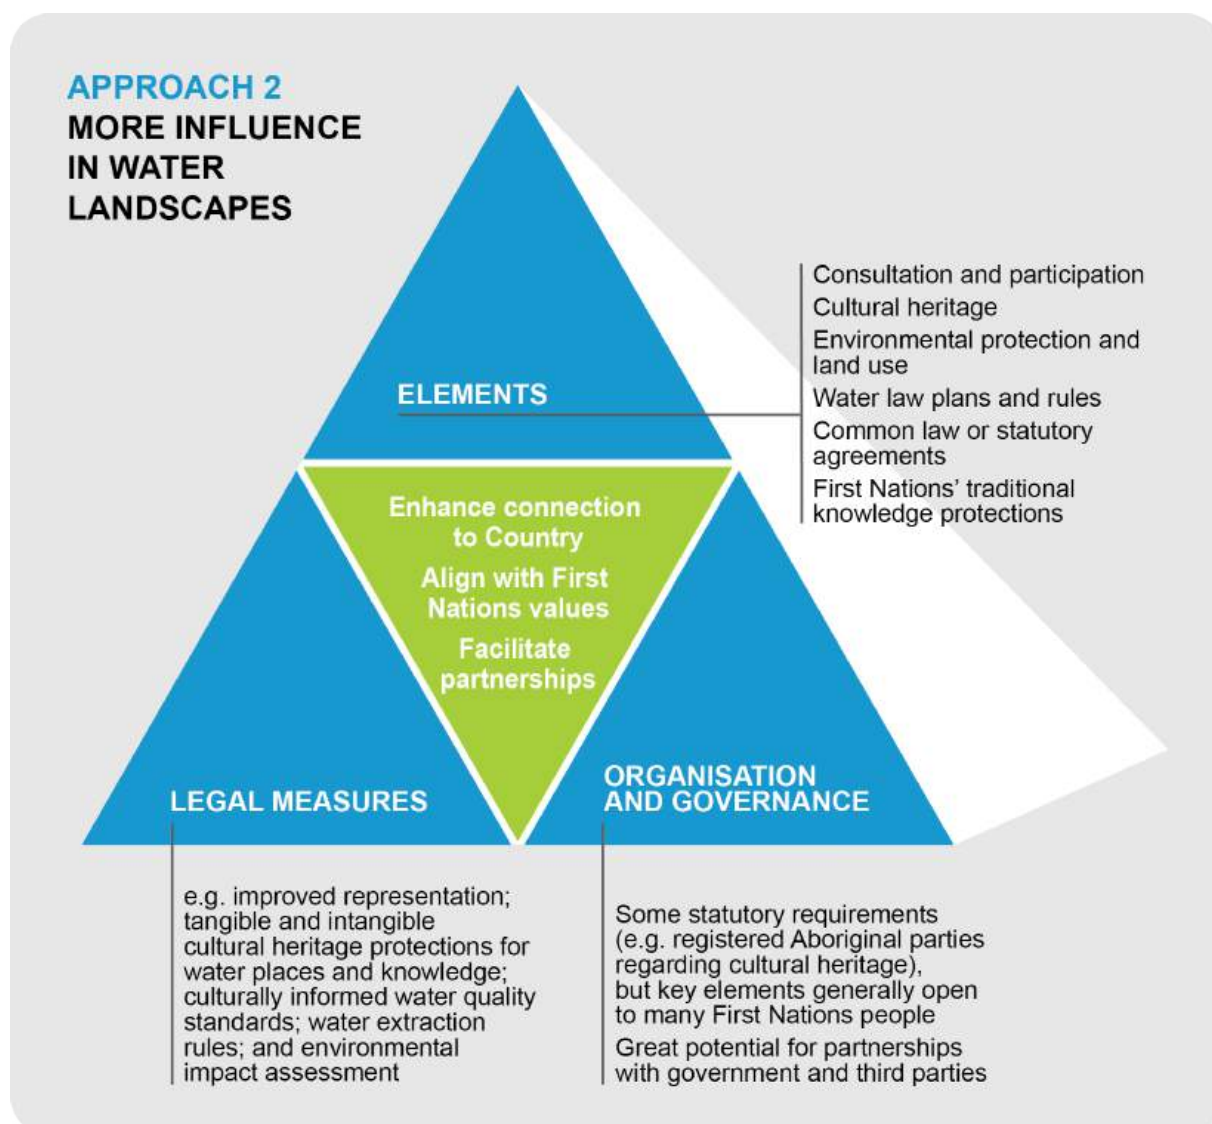 APPROACH 2
MORE INFLUENCE
IN WATER
LANDSCAPES
ELEMENTS
Consultation and participation
Cultural heritage
Environmental protection and
land use
Water law plans and rules
Common law or statutory
agreements
First Nations’ traditional
knowledge protections
Enhance connection
to Country
Align with First
Nations values
Facilitate
partnerships
LEGAL MEASURES
e.g. improved representation;
tangible and intangible
cultural heritage protections for
water places and knowledge;
culturally informed water quality
standards; water extraction
rules; and environmental
impact assessment
ORGANISATION
AND GOVERNANCE
Some statutory requirements
(e.g. registered Aboriginal parties
regarding cultural heritage),
but key elements generally open
to many First Nations people
Great potential for partnerships
with government and third parties